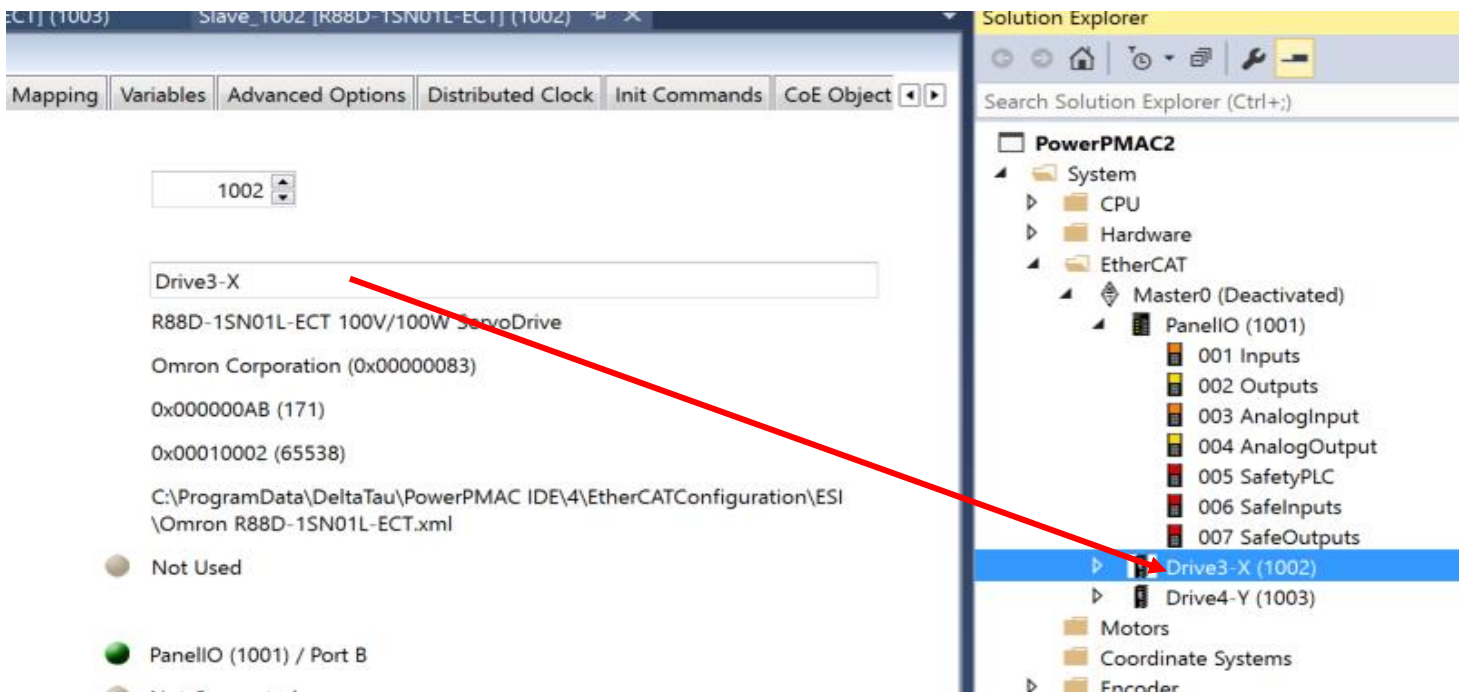 ECT] (1003)
Slave_1002 [R88D-1SN01L-ECT] (1002)
Mapping
Variables
Advanced Options
Distributed Clock
Init Commands
CoE Object
1002
Drive3-X
R88D-1SN01L-ECT 100V/100W ServoDrive
Omron Corporation (0x00000083)
0x000000AB (171)
0x00010002 (65538)
C:\ProgramData\DeltaTau\PowerPMAC IDE\4\EtherCATConfiguration\ESI
\Omron R88D-1SN01L-ECT.xml
Not Used
PanelIO (1001) / Port B
Solution Explorer
Search Solution Explorer (Ctrl+;)
PowerPMAC2
System
CPU
Hardware
EtherCAT
Master0 (Deactivated)
PanelIO (1001)
001 Inputs
002 Outputs
003 AnalogInput
004 AnalogOutput
005 SafetyPLC
006 SafeInputs
007 SafeOutputs
Drive3-X (1002)
Drive4-Y (1003)
Motors
Coordinate Systems
Encoder